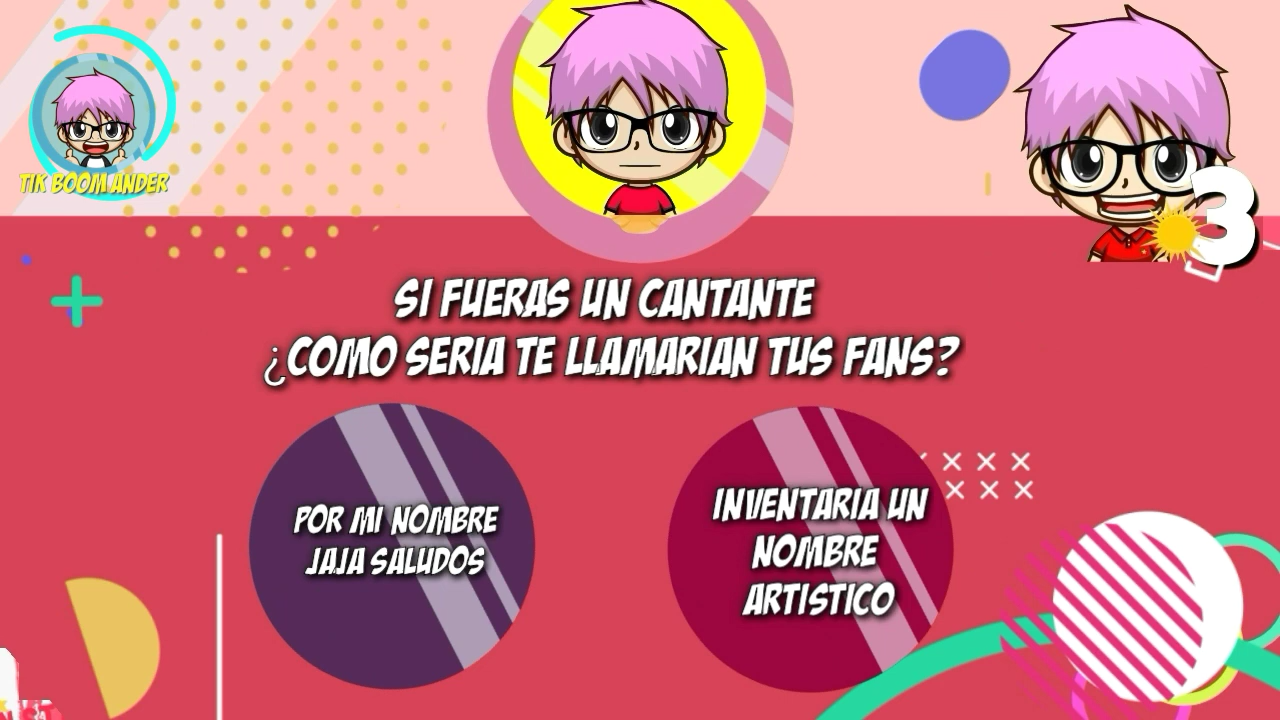 TIK BOOM ANDER
3
SI FUERAS UN CANTANTE
¿COMO SERIA TE LLAMARIAN TUS FANS?
POR MI NOMBRE
JAJA SALUDOS
INVENTARIA UN
NOMBRE
ARTISTICO